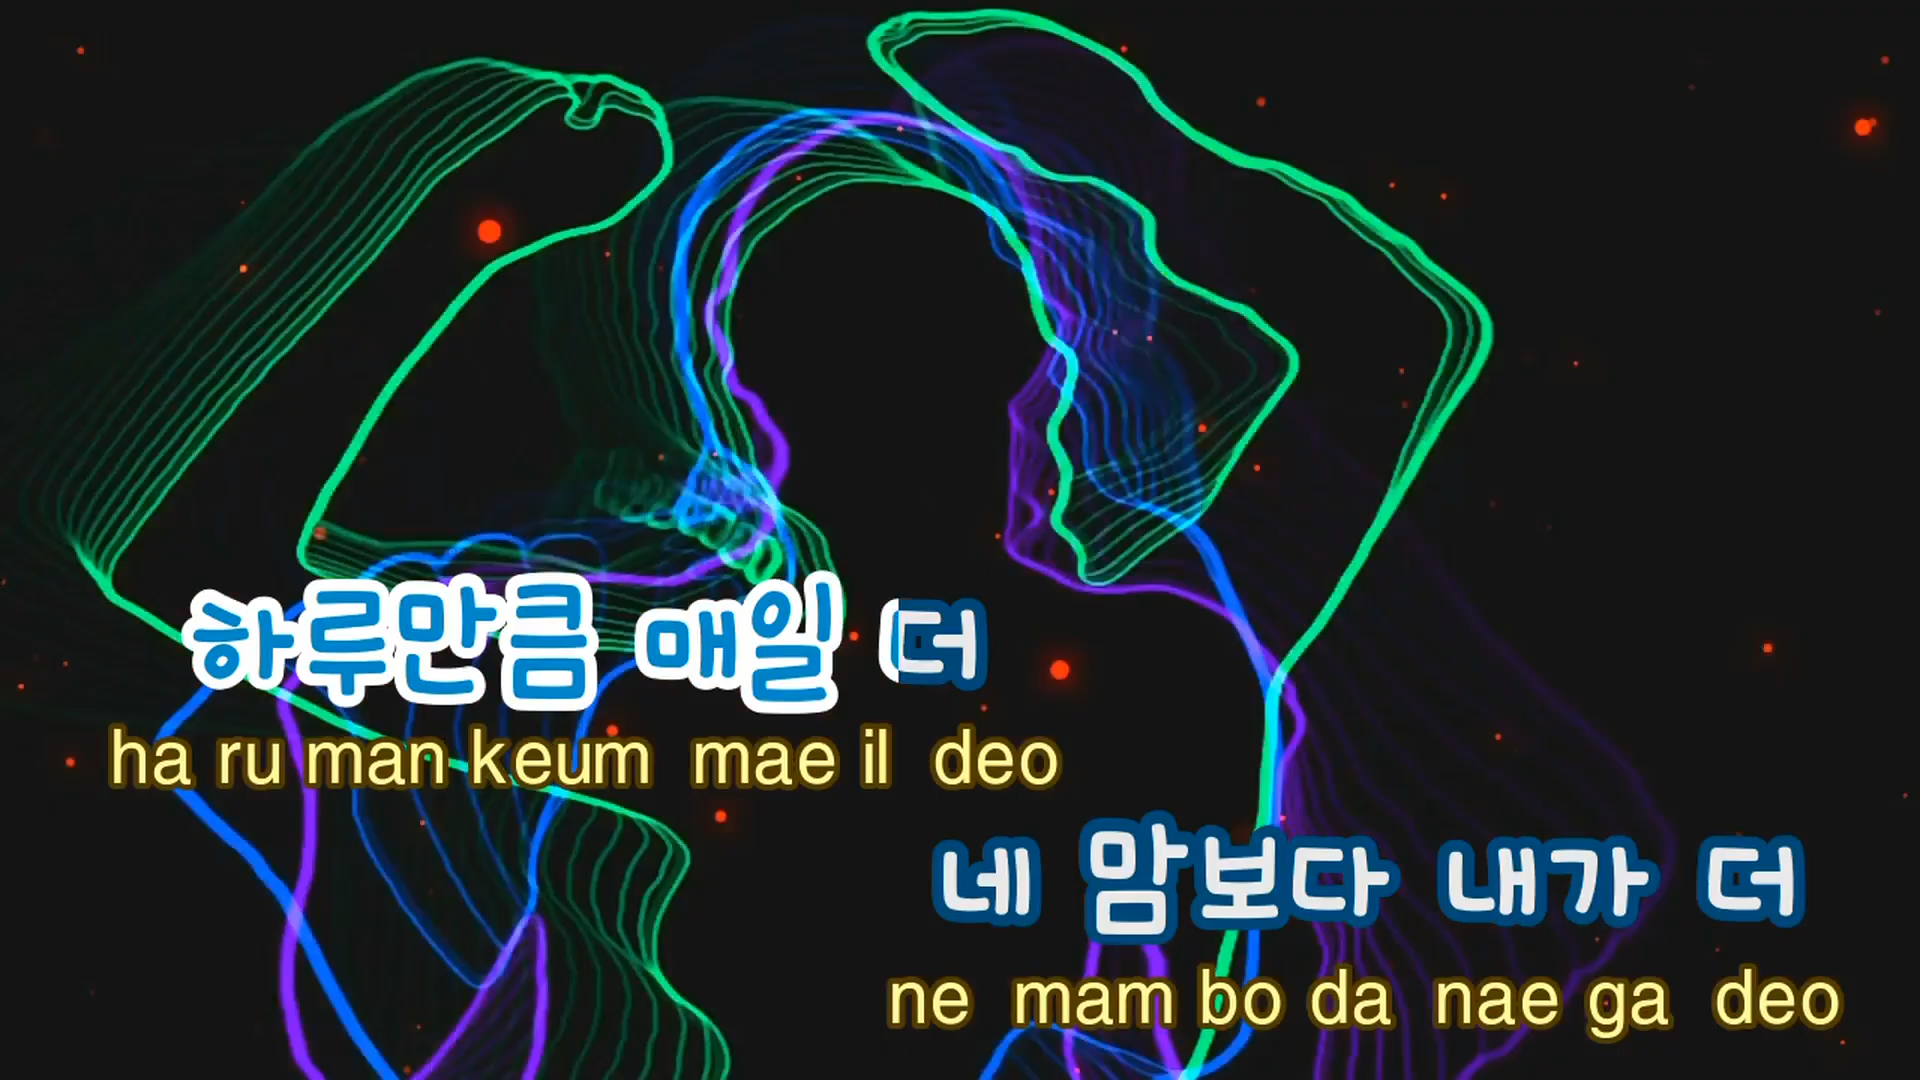 하루만큼 매일 더
ha ru man keum mae il deo
네 맘보다 내가 더
ne mam bo da nae ga deo